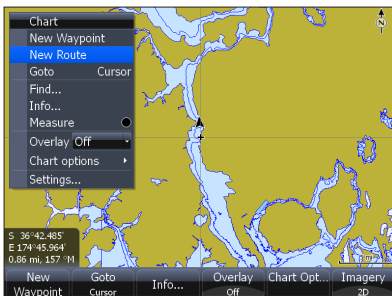 Chart
New Waypoint
New Route
Goto Cursor
Find...
Info...
Measure
Overlay Off
Chart options
Settings...
N
S 36°42.485'
E 174°45.964'
0.86 mi, 157 °M
New Waypoint
Goto Cursor
Info...
Overlay Off
Chart Opt...
Imagery 2D